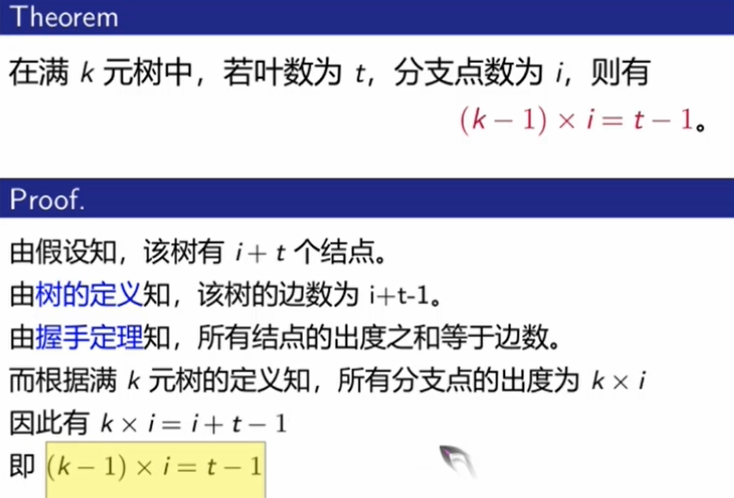 Theorem
在满 k 元树中，若叶数为 t，分支点数为 i，则有
(k − 1) × i = t − 1。
Proof.
由假设知，该树有 i + t 个结点。
由树的定义知，该树的边数为 i+t-1。
由握手定理知，所有结点的出度之和等于边数。
而根据满 k 元树的定义知，所有分支点的出度为 k × i
因此有 k × i = i + t − 1
即 (k − 1) × i = t − 1